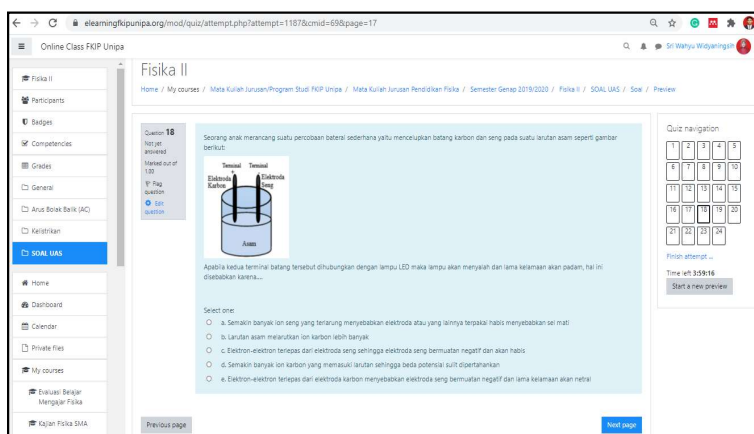 elearningfkipunipa.org/mod/quiz/attempt.php?attempt=1187&cmid=69&page=17
Online Class FKIP Unipa
Sri Wahyu Widyaningsih
Fisika II
Participants
Badges
Competencies
Grades
General
Arus Bolak Balik (AC)
Kelistrikan
SOAL UAS
Home
Dashboard
Calendar
Private files
My courses
Evaluasi Belajar
Mengajar Fisika
Kajian Fisika SMA
Fisika II
Home / My courses / Mata Kuliah Jurusan/Program Studi FKIP Unipa / Mata Kuliah Jurusan Pendidikan Fisika / Semester Genap 2019/2020 / Fisika II / SOAL UAS / Soal / Preview
Question 18
Not yet
answered
Marked out of
1.00
Flag
question
Edit
question
Seorang anak merancang suatu percobaan baterai sederhana yaitu mencelupkan batang karbon dan seng pada suatu larutan asam seperti gambar
berikut:
Terminal Terminal
+ -
Elektroda Elektroda
Karbon Seng
Asam
Apabila kedua terminal batang tersebut dihubungkan dengan lampu LED maka lampu akan menyalah dan lama kelamaan akan padam, hal ini
disebabkan karena....
Select one:
a. Semakin banyak ion seng yang terlarung menyebabkan elektroda atau yang lainnya terpakai habis menyebabkan sel mati
b. Larutan asam melarutkan ion karbon lebih banyak
c. Elektron-elektron terlepas dari elektroda seng sehingga elektroda seng bermuatan negatif dan akan habis
d. Semakin banyak ion karbon yang memasuki larutan sehingga beda potensial sulit dipertahankan
e. Elektron-elektron terlepas dari elektroda karbon menyebabkan elektroda seng bermuatan negatif dan lama kelamaan akan netral
Previous page
Next page
Quiz navigation
1 2 3 4 5
6 7 8 9 10
11 12 13 14 15
16 17 18 19 20
21 22 23 24
Finish attempt ...
Time left 3:59:16
Start a new preview